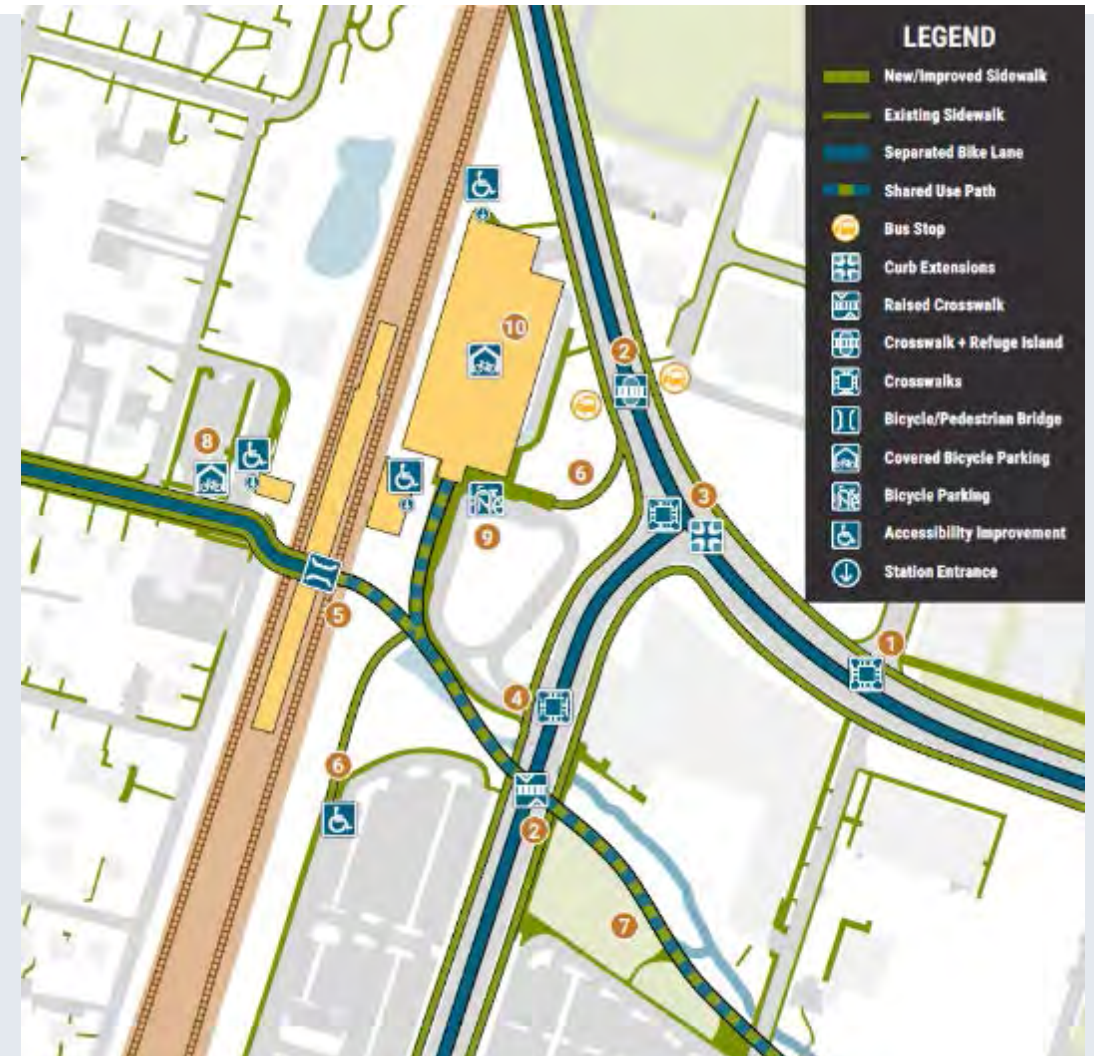 LEGEND
New/Improved Sidewalk
Existing Sidewalk
Separated Bike Lane
Shared Use Path
Bus Stop
Curb Extensions
Raised Crosswalk
Crosswalk + Refuge Island
Crosswalks
Bicycle/Pedestrian Bridge
Covered Bicycle Parking
Bicycle Parking
Accessibility Improvement
Station Entrance
10
2
8
6
3
9
5
1
4
6
2
7